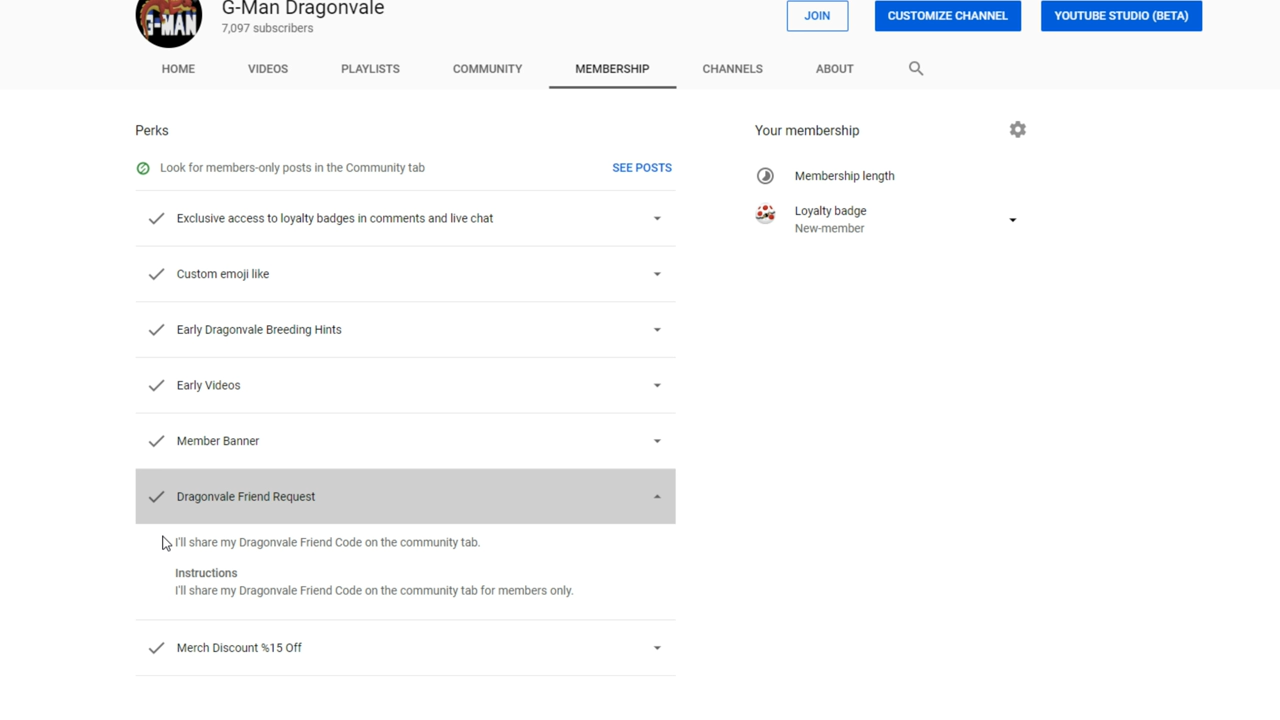 G-MAN
G-Man Dragonvale
7,097 subscribers
JOIN
CUSTOMIZE CHANNEL
YOUTUBE STUDIO (BETA)
HOME
VIDEOS
PLAYLISTS
COMMUNITY
MEMBERSHIP
CHANNELS
ABOUT
Perks
Look for members-only posts in the Community tab
SEE POSTS
Exclusive access to loyalty badges in comments and live chat
Custom emoji like
Early Dragonvale Breeding Hints
Early Videos
Member Banner
Dragonvale Friend Request
I'll share my Dragonvale Friend Code on the community tab.
Instructions
I'll share my Dragonvale Friend Code on the community tab for members only.
Merch Discount %15 Off
Your membership
Membership length
Loyalty badge
New-member